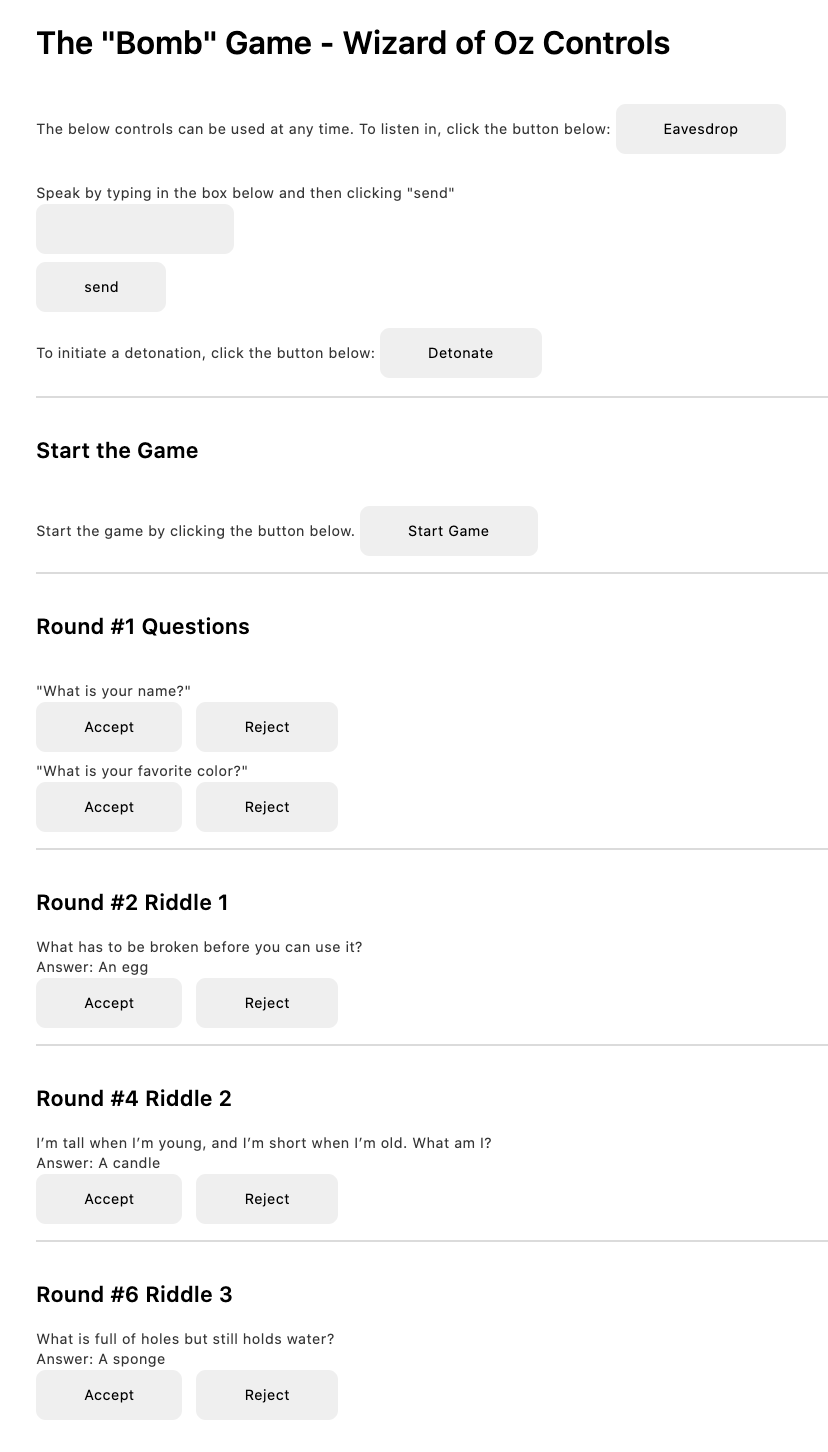 The "Bomb" Game - Wizard of Oz Controls
The below controls can be used at any time. To listen in, click the button below: Eavesdrop
Speak by typing in the box below and then clicking "send"
send
To initiate a detonation, click the button below: Detonate
Start the Game
Start the game by clicking the button below. Start Game
Round #1 Questions
"What is your name?"
Accept Reject
"What is your favorite color?"
Accept Reject
Round #2 Riddle 1
What has to be broken before you can use it?
Answer: An egg
Accept Reject
Round #4 Riddle 2
I’m tall when I’m young, and I’m short when I’m old. What am I?
Answer: A candle
Accept Reject
Round #6 Riddle 3
What is full of holes but still holds water?
Answer: A sponge
Accept Reject